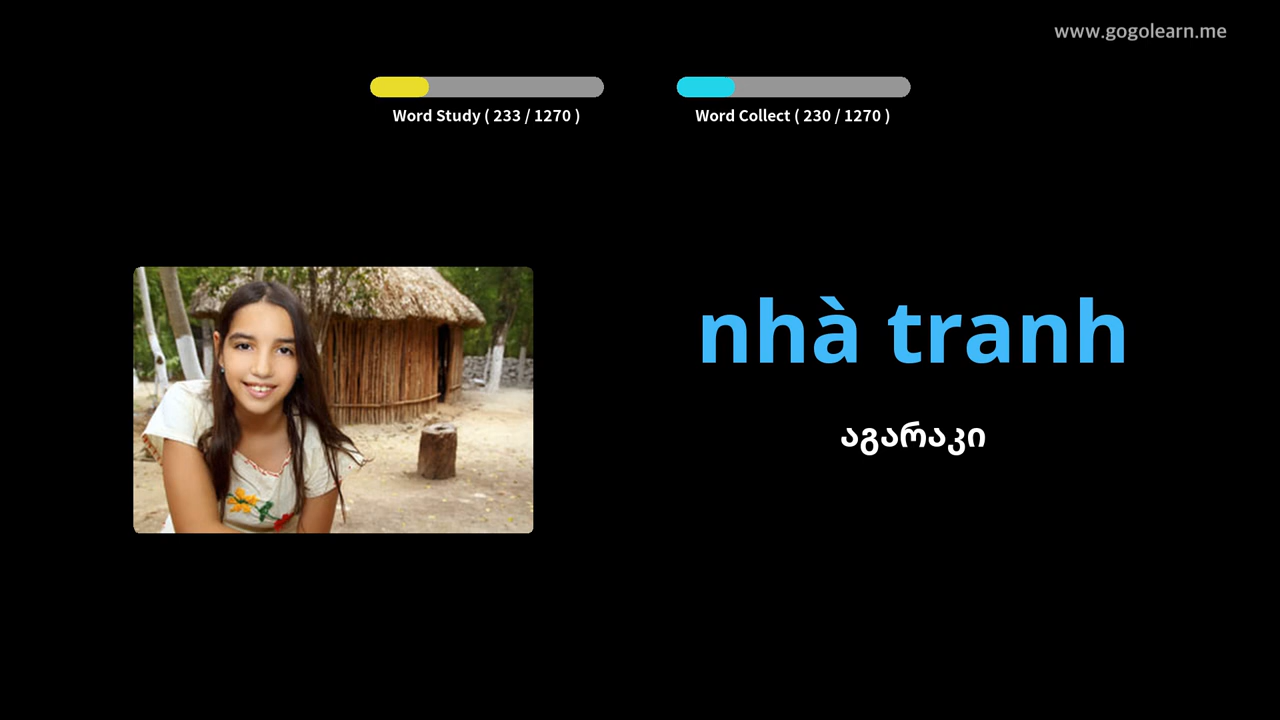 www.gogolearn.me
Word Study ( 233 / 1270 )
Word Collect ( 230 / 1270 )
nhà tranh
აგარაკი